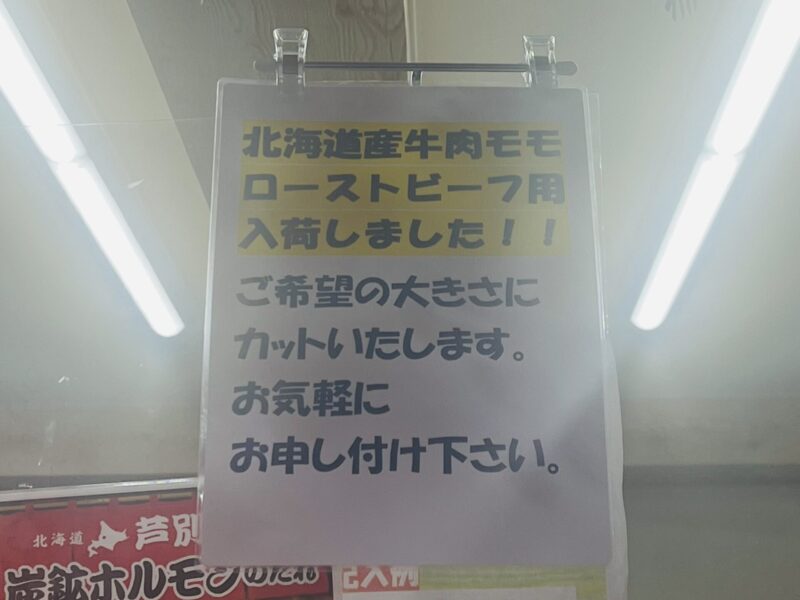 北海道産牛肉モモ
ローストビーフ用
入荷しました！！
ご希望の大きさに
カットいたします。
お気軽に
お申し付け下さい。
北海道 芦別
炭鉱ホルモンのたれ
入例